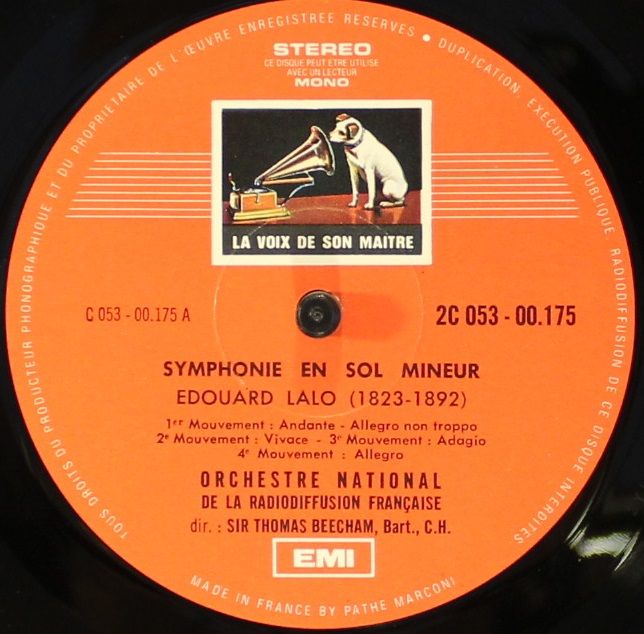 TOUS DROITS DU PRODUCTEUR PHONOGRAPHIQUE ET DU PROPRIETAIRE DE L'ŒUVRE ENREGISTREE RESERVES • DUPLICATION, EXECUTION PUBLIQUE, RADIODIFFUSION DE CE DISQUE INTERDITES
STEREO
CE DISQUE PEUT ETRE UTILISE
AVEC UN LECTEUR
MONO
LA VOIX DE SON MAITRE
C 053 - 00.175 A
2C 053 - 00.175
SYMPHONIE EN SOL MINEUR
EDOUARD LALO (1823-1892)
1er Mouvement : Andante - Allegro non troppo
2e Mouvement : Vivace - 3e Mouvement : Adagio
4e Mouvement : Allegro
ORCHESTRE NATIONAL
DE LA RADIODIFFUSION FRANÇAISE
dir. : SIR THOMAS BEECHAM, Bart., C.H.
EMI
MADE IN FRANCE BY PATHE MARCONI